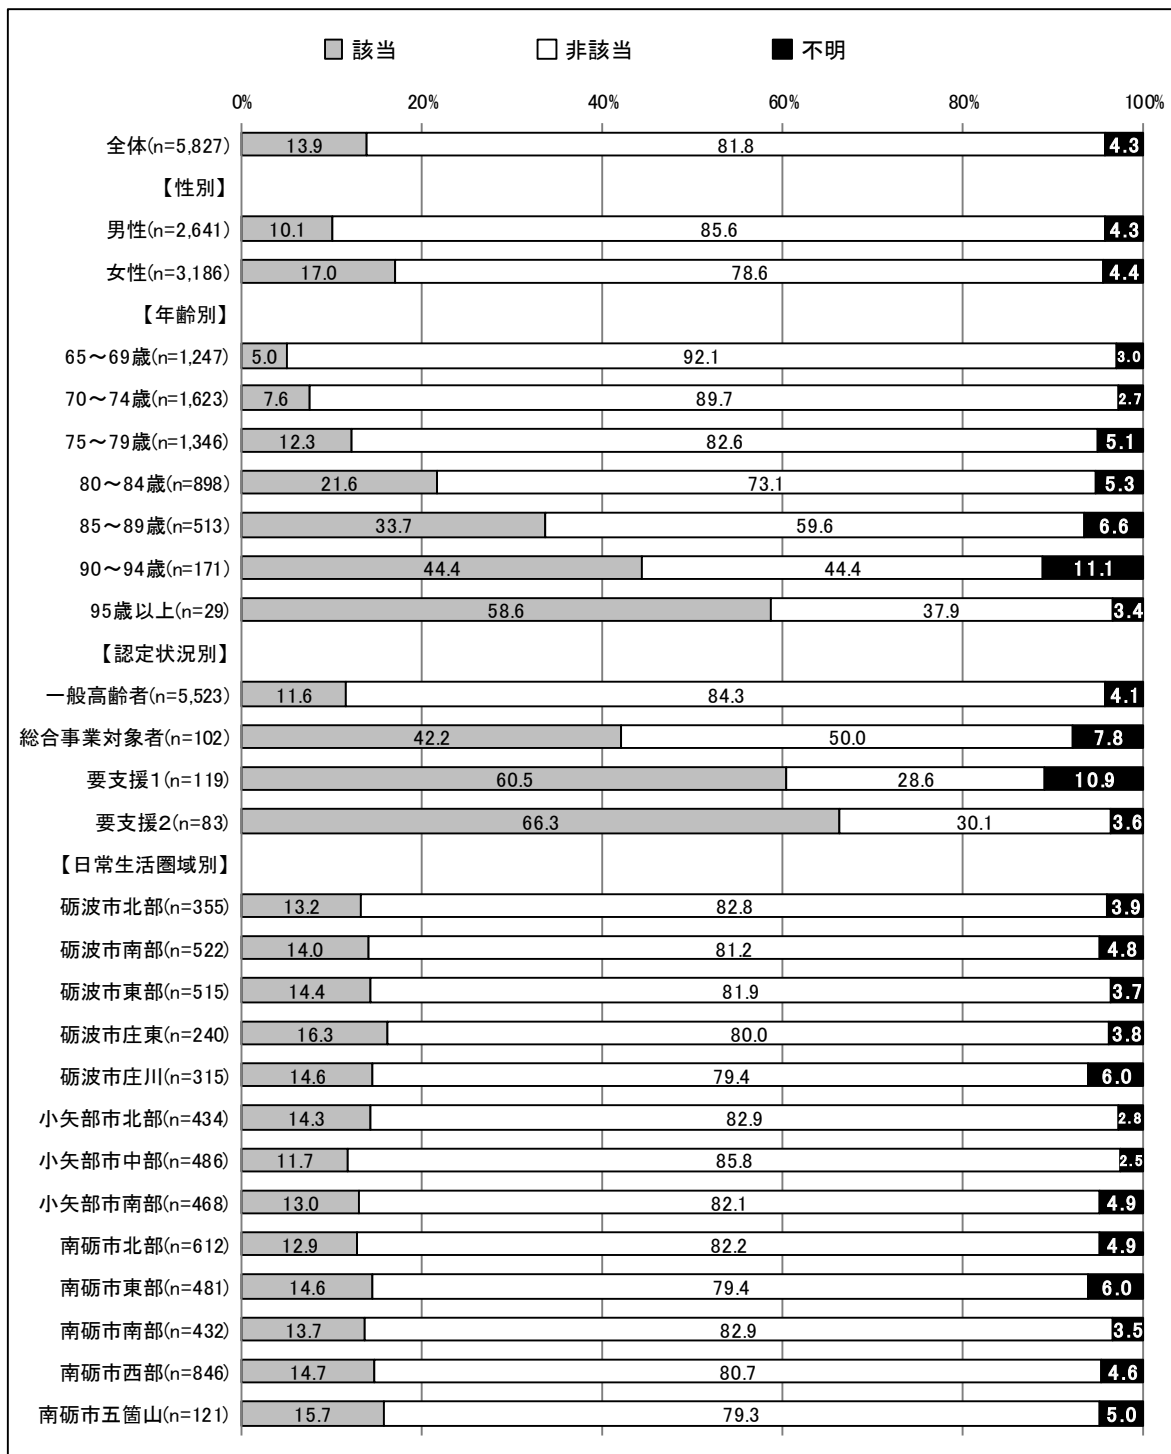 該当 非該当 不明
0% 20% 40% 60% 80% 100%
全体(n=5,827) 13.9 81.8 4.3
【性別】
男性(n=2,641) 10.1 85.6 4.3
女性(n=3,186) 17.0 78.6 4.4
【年齢別】
65～69歳(n=1,247) 5.0 92.1 3.0
70～74歳(n=1,623) 7.6 89.7 2.7
75～79歳(n=1,346) 12.3 82.6 5.1
80～84歳(n=898) 21.6 73.1 5.3
85～89歳(n=513) 33.7 59.6 6.6
90～94歳(n=171) 44.4 44.4 11.1
95歳以上(n=29) 58.6 37.9 3.4
【認定状況別】
一般高齢者(n=5,523) 11.6 84.3 4.1
総合事業対象者(n=102) 42.2 50.0 7.8
要支援1(n=119) 60.5 28.6 10.9
要支援2(n=83) 66.3 30.1 3.6
【日常生活圏域別】
砺波市北部(n=355) 13.2 82.8 3.9
砺波市南部(n=522) 14.0 81.2 4.8
砺波市東部(n=515) 14.4 81.9 3.7
砺波市庄東(n=240) 16.3 80.0 3.8
砺波市庄川(n=315) 14.6 79.4 6.0
小矢部市北部(n=434) 14.3 82.9 2.8
小矢部市中部(n=486) 11.7 85.8 2.5
小矢部市南部(n=468) 13.0 82.1 4.9
南砺市北部(n=612) 12.9 82.2 4.9
南砺市東部(n=481) 14.6 79.4 6.0
南砺市南部(n=432) 13.7 82.9 3.5
南砺市西部(n=846) 14.7 80.7 4.6
南砺市五箇山(n=121) 15.7 79.3 5.0